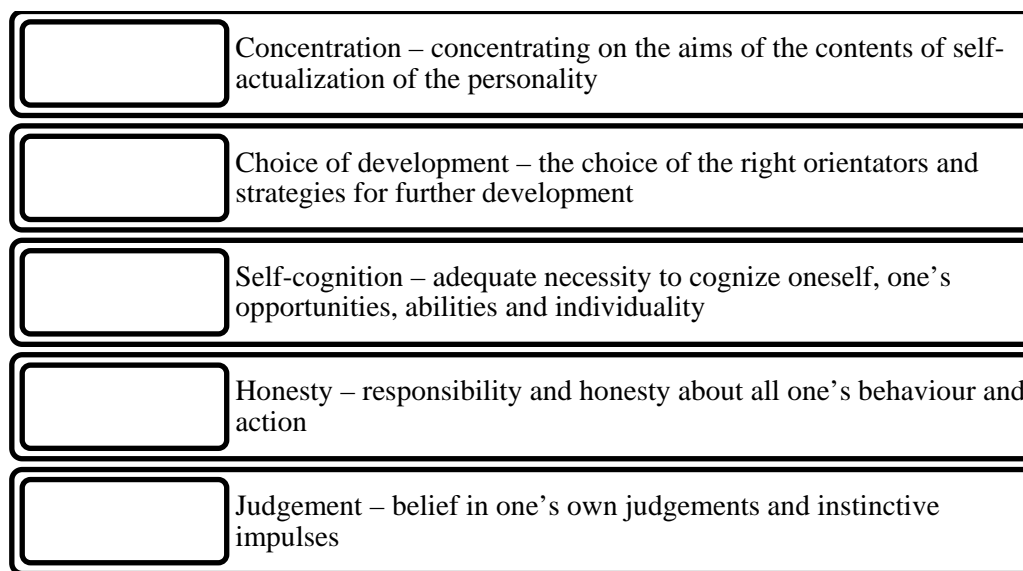 Concentration – concentrating on the aims of the contents of self-
actualization of the personality
Choice of development – the choice of the right orientators and
strategies for further development
Self-cognition – adequate necessity to cognize oneself, one’s
opportunities, abilities and individuality
Honesty – responsibility and honesty about all one’s behaviour and
action
Judgement – belief in one’s own judgements and instinctive
impulses